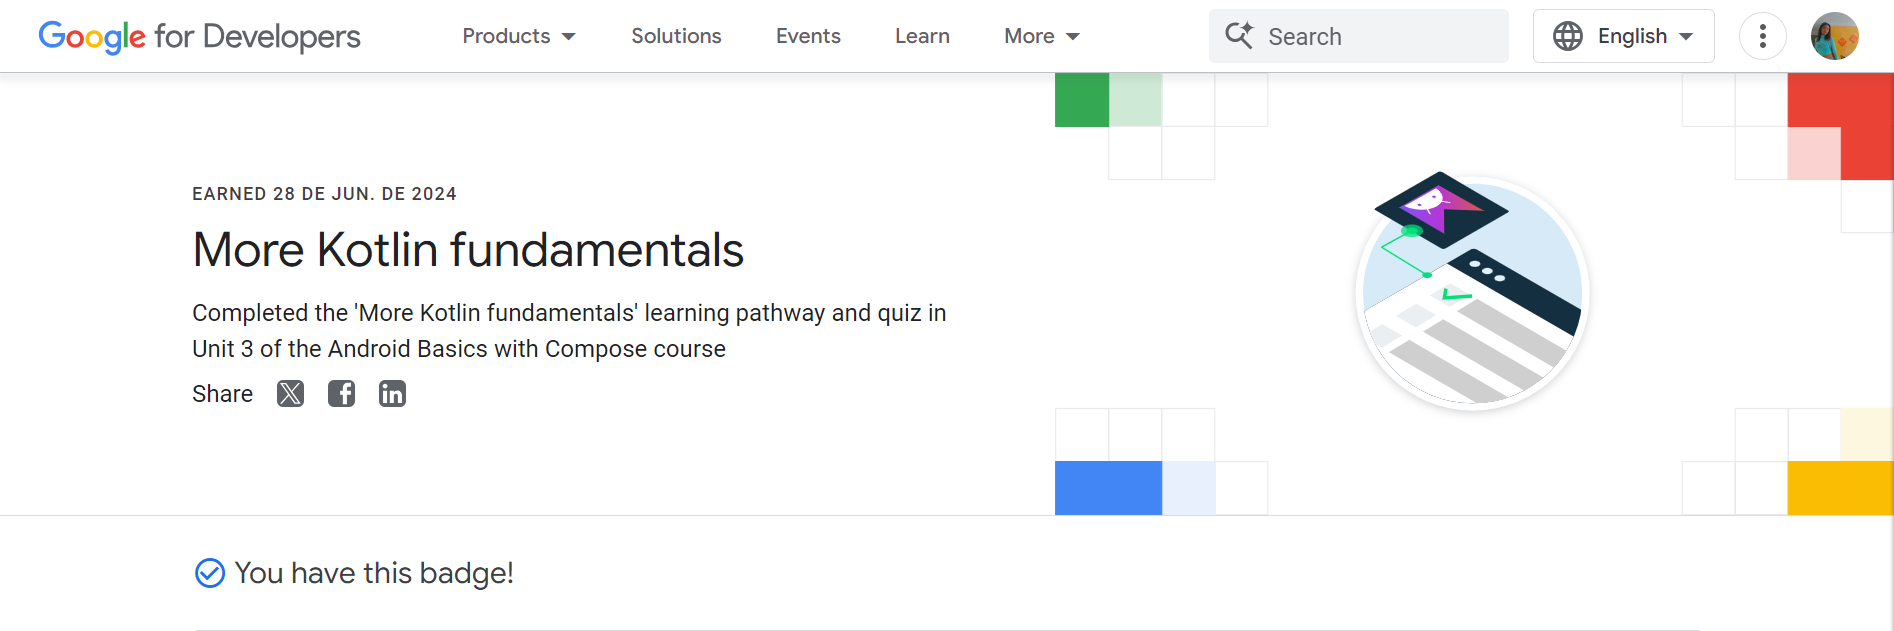 Google for Developers
Products
Solutions
Events
Learn
More
Search
English
EARNED 28 DE JUN. DE 2024
More Kotlin fundamentals
Completed the 'More Kotlin fundamentals' learning pathway and quiz in
Unit 3 of the Android Basics with Compose course
Share
You have this badge!